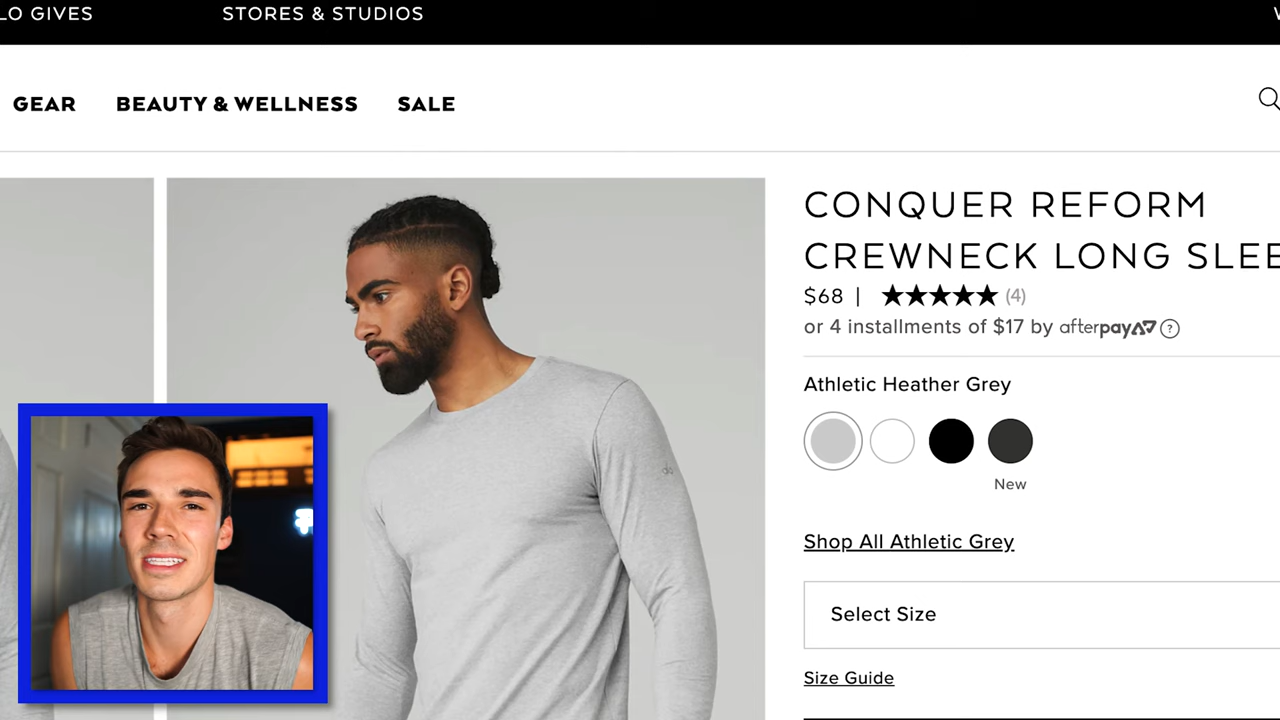 LO GIVES
STORES & STUDIOS
GEAR
BEAUTY & WELLNESS
SALE
CONQUER REFORM
CREWNECK LONG SLEE
$68 | ★★★★★ (4)
or 4 installments of $17 by afterpay
Athletic Heather Grey
New
Shop All Athletic Grey
Select Size
Size Guide